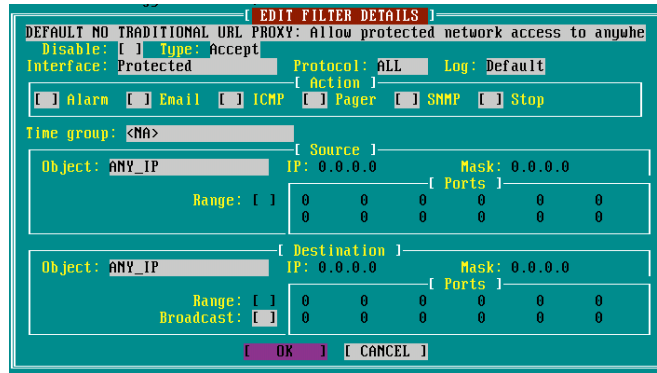 [ EDIT FILTER DETAILS ]
DEFAULT NO TRADITIONAL URL PROXY: Allow protected network access to anywhe
Disable: [ ] Type: Accept
Interface: Protected Protocol: ALL Log: Default
[ Action ]
[ ] Alarm [ ] Email [ ] ICMP [ ] Pager [ ] SNMP [ ] Stop
Time group: <NA>
[ Source ]
Object: ANY_IP IP: 0.0.0.0 Mask: 0.0.0.0
[ Ports ]
Range: [ ] 0 0 0 0 0 0
0 0 0 0 0 0
[ Destination ]
Object: ANY_IP IP: 0.0.0.0 Mask: 0.0.0.0
[ Ports ]
Range: [ ] 0 0 0 0 0 0
Broadcast: [ ] 0 0 0 0 0 0
[ OK ] [ CANCEL ]